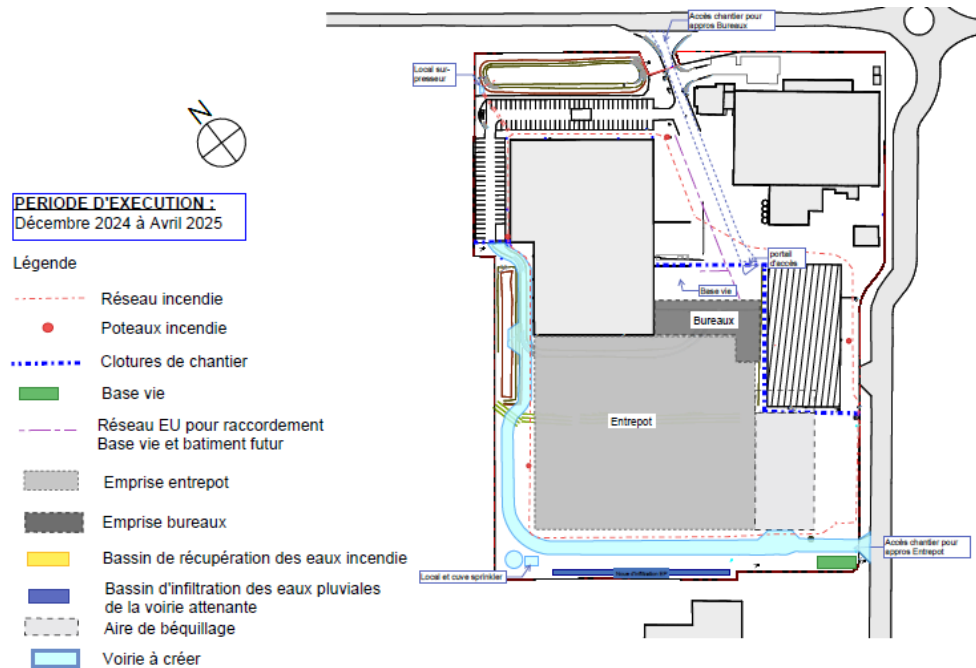 Accès chantier pour
appros Bureaux
Local sur-
presseur
N
PERIODE D'EXECUTION :
Décembre 2024 à Avril 2025
Légende
Réseau incendie
Poteaux incendie
Clotures de chantier
Base vie
Réseau EU pour raccordement
Base vie et batiment futur
Emprise entrepot
Emprise bureaux
Bassin de récupération des eaux incendie
Bassin d'infiltration des eaux pluviales
de la voirie attenante
Aire de béquillage
Voirie à créer
portail
d'accès
Base vie
Bureaux
Entrepot
Accès chantier pour
appros Entrepot
Local et cuve sprinkler